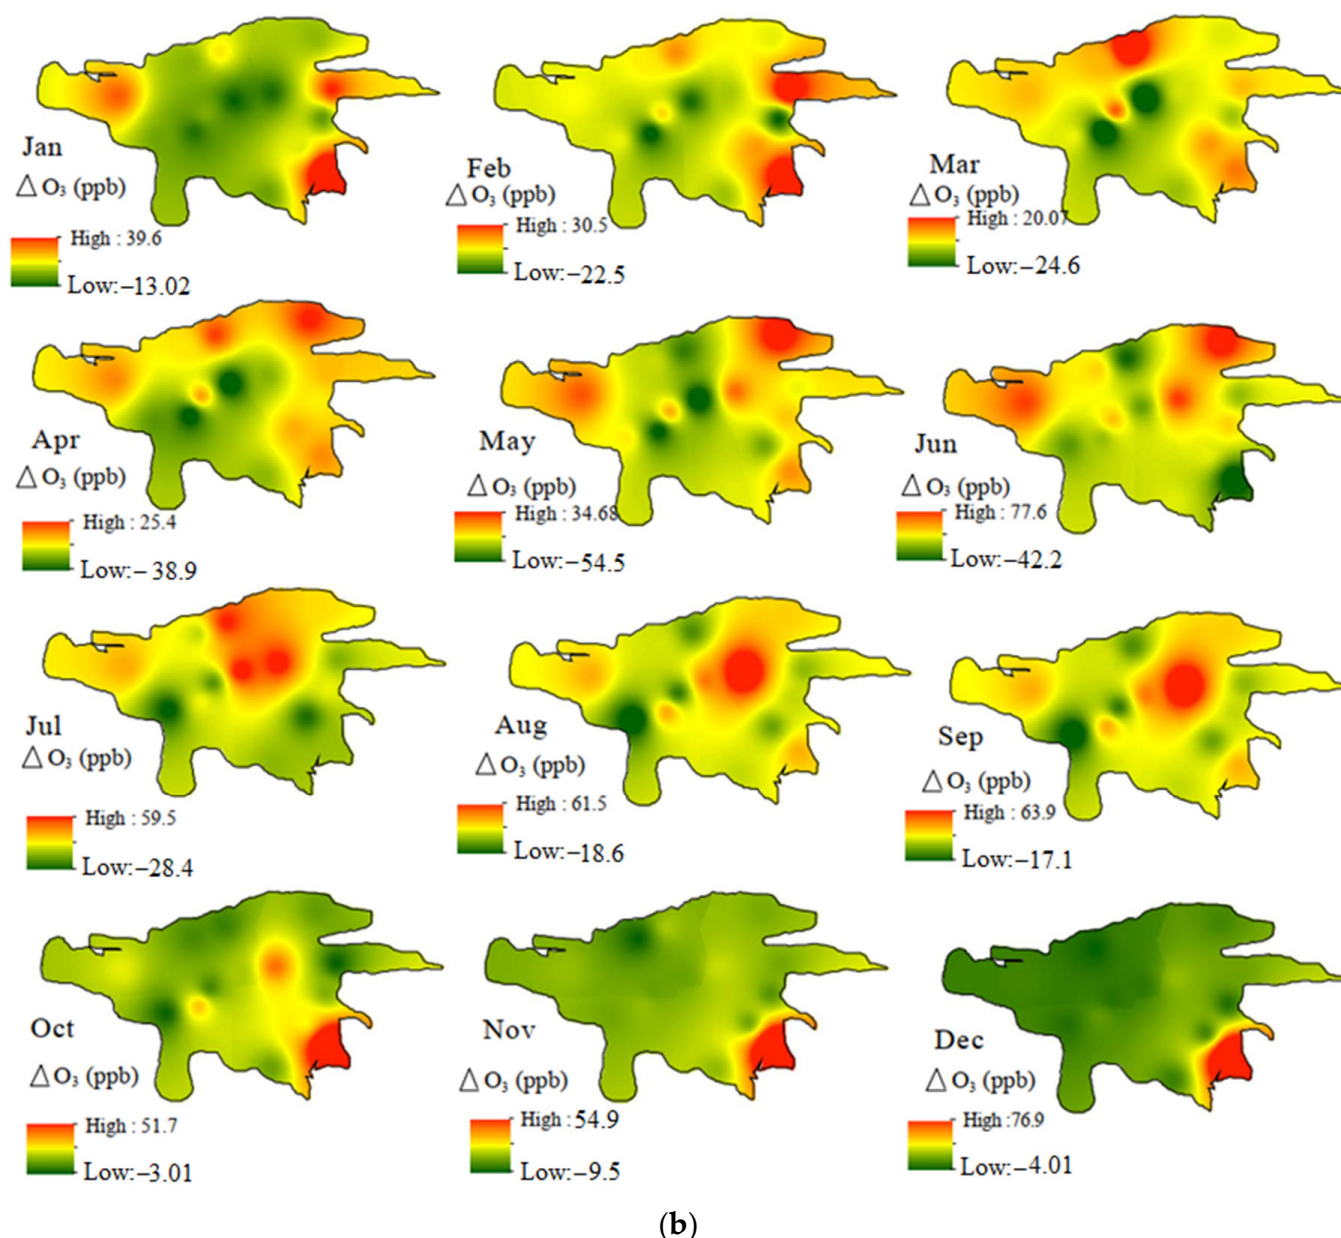 Jan
△ O₃ (ppb)
High : 39.6
Low:−13.02
Feb
△ O₃ (ppb)
High : 30.5
Low:−22.5
Mar
△ O₃ (ppb)
High : 20.07
Low:−24.6
Apr
△ O₃ (ppb)
High : 25.4
Low:− 38.9
May
△ O₃ (ppb)
High : 34.68
Low:−54.5
Jun
△ O₃ (ppb)
High : 77.6
Low:−42.2
Jul
△ O₃ (ppb)
High : 59.5
Low:−28.4
Aug
△ O₃ (ppb)
High : 61.5
Low:−18.6
Sep
△ O₃ (ppb)
High : 63.9
Low:−17.1
Oct
△ O₃ (ppb)
High : 51.7
Low:−3.01
Nov
△ O₃ (ppb)
High : 54.9
Low:−9.5
Dec
△ O₃ (ppb)
High :76.9
Low:−4.01
(b)